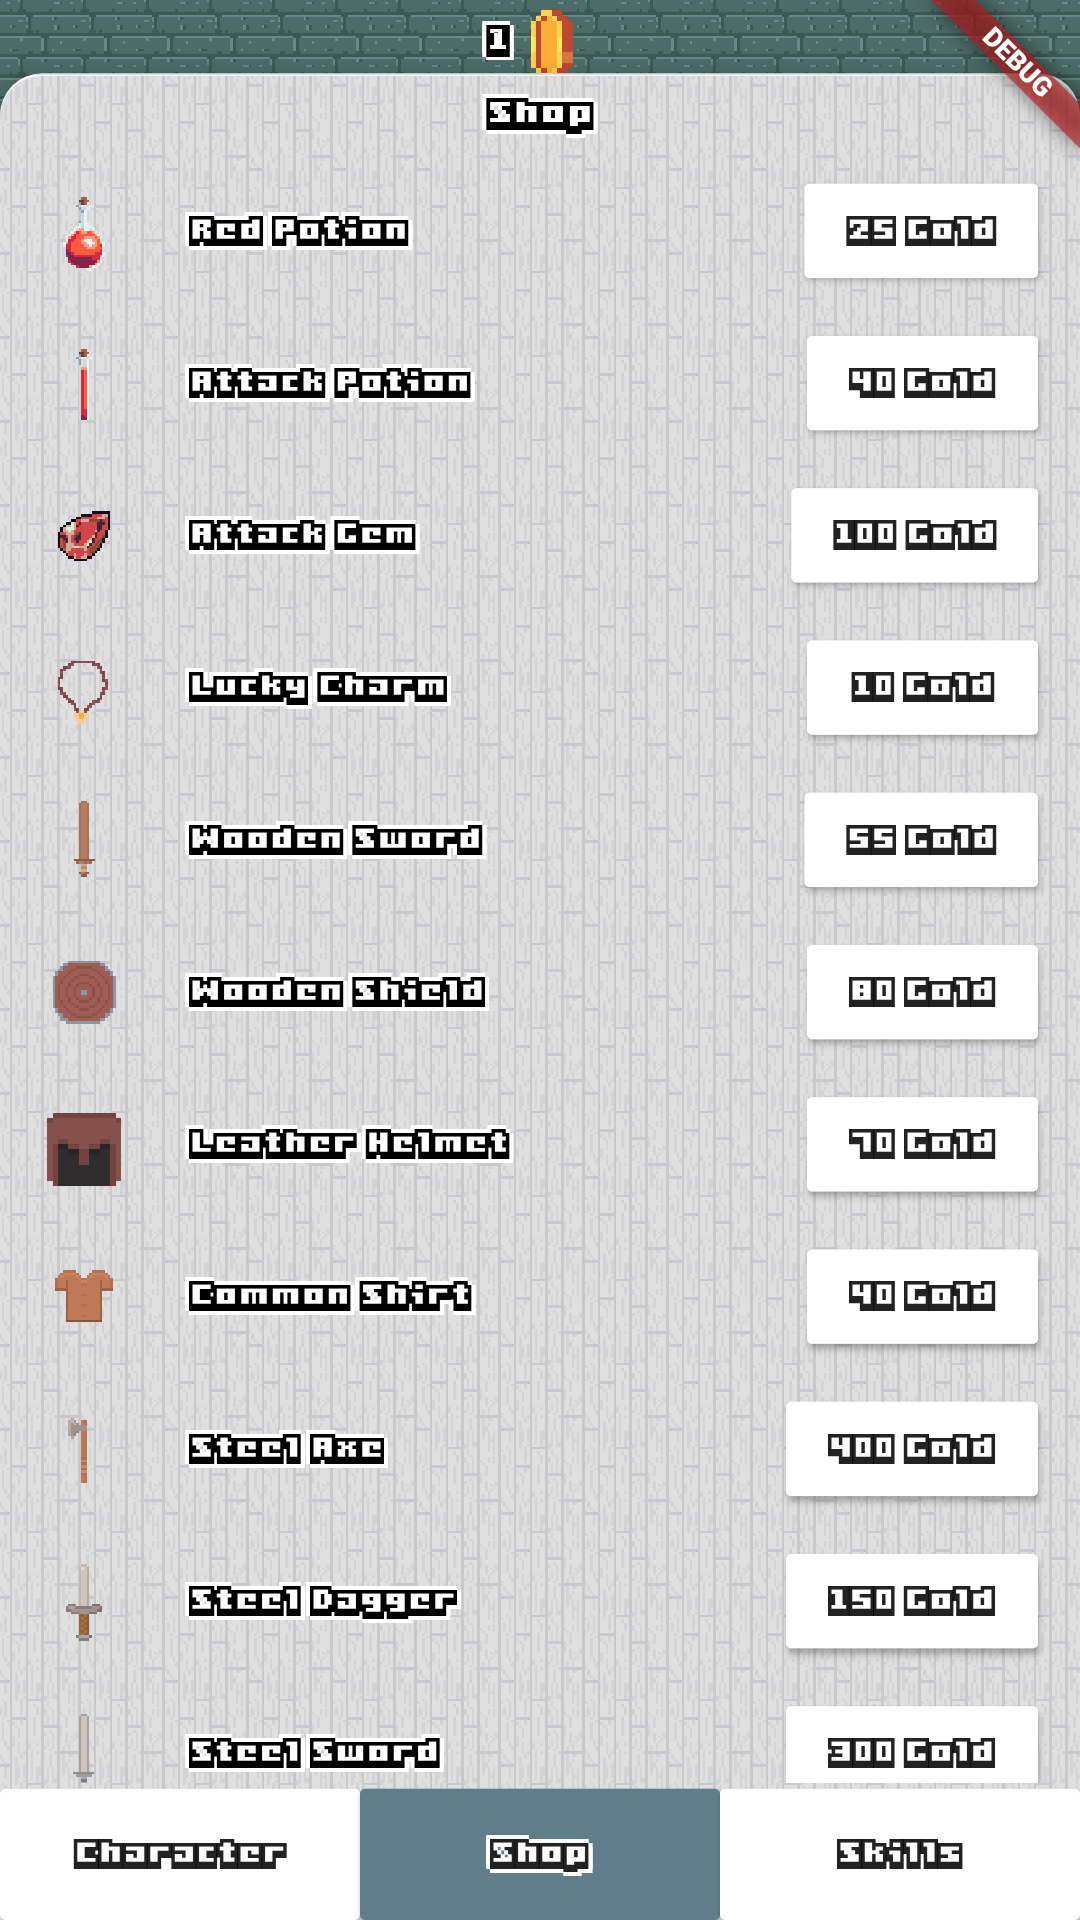 1
DEBUG
Shop
Red Potion 25 Gold
Attack Potion 40 Gold
Attack Gem 100 Gold
Lucky Charm 10 Gold
Wooden Sword 55 Gold
Wooden Shield 80 Gold
Leather Helmet 70 Gold
Common Shirt 40 Gold
Steel Axe 400 Gold
Steel Dagger 150 Gold
Steel Sword 300 Gold
Character Shop Skills